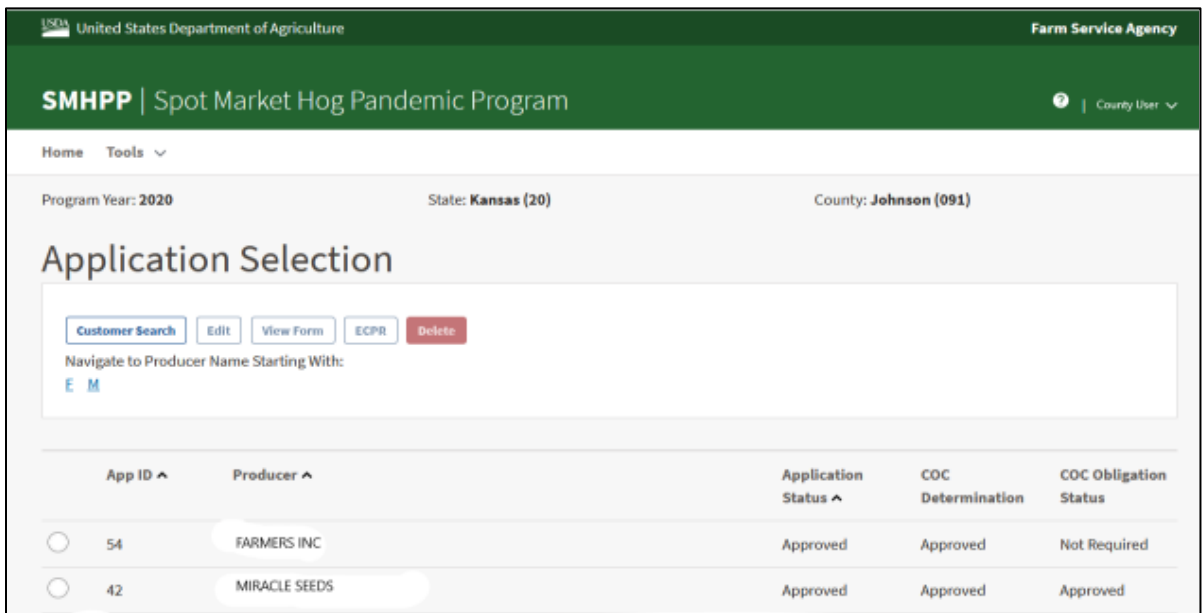 USDA United States Department of Agriculture Farm Service Agency
SMHPP | Spot Market Hog Pandemic Program ? | County User
Home Tools
Program Year: 2020 State: Kansas (20) County: Johnson (091)
Application Selection
Customer Search Edit View Form ECPR Delete
Navigate to Producer Name Starting With:
F M
App ID Producer Application Status COC Determination COC Obligation Status
54 FARMERS INC Approved Approved Not Required
42 MIRACLE SEEDS Approved Approved Approved